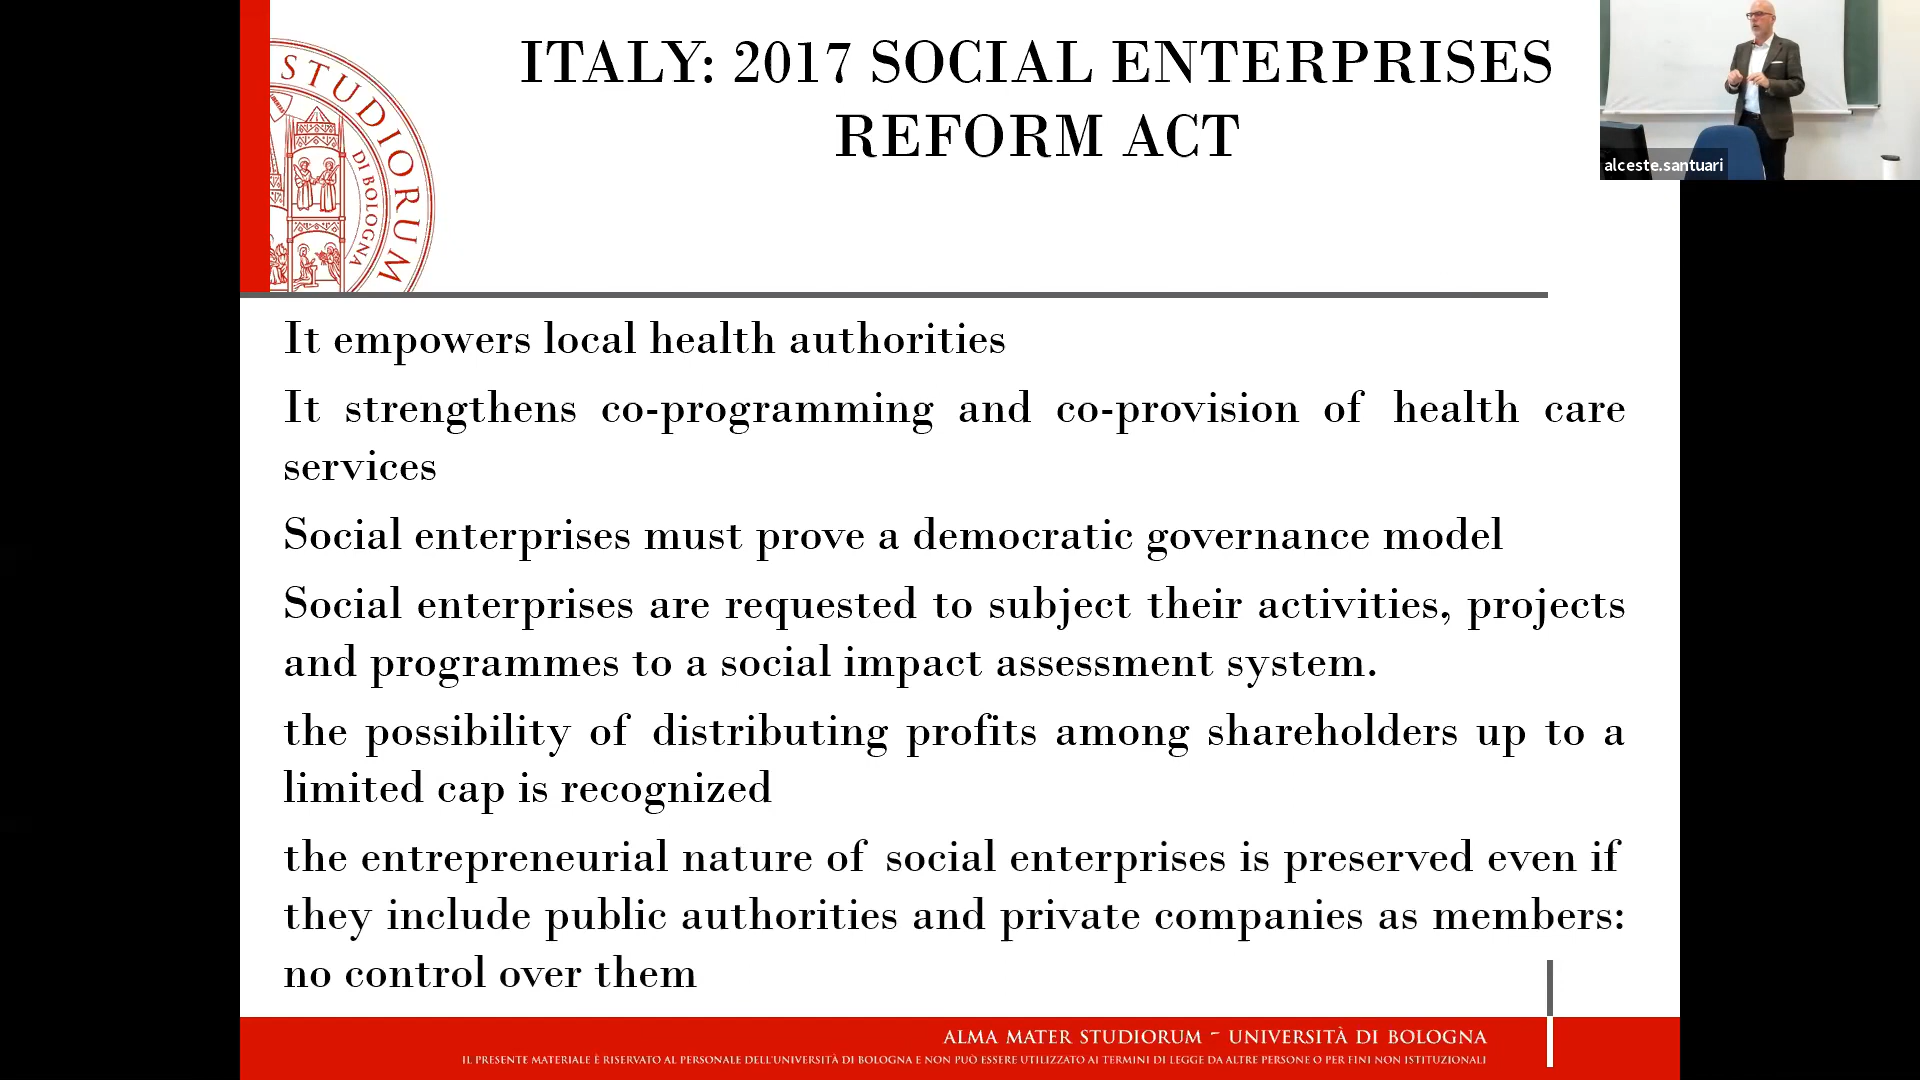 ITALY: 2017 SOCIAL ENTERPRISES
REFORM ACT
alceste.santuari
STUDIORUM
DI BOLOGNA
It empowers local health authorities
It strengthens co-programming and co-provision of health care
services
Social enterprises must prove a democratic governance model
Social enterprises are requested to subject their activities, projects
and programmes to a social impact assessment system.
the possibility of distributing profits among shareholders up to a
limited cap is recognized
the entrepreneurial nature of social enterprises is preserved even if
they include public authorities and private companies as members:
no control over them
ALMA MATER STUDIORUM ~ UNIVERSITÀ DI BOLOGNA
IL PRESENTE MATERIALE È RISERVATO AL PERSONALE DELL'UNIVERSITÀ DI BOLOGNA E NON PUÒ ESSERE UTILIZZATO AI TERMINI DI LEGGE DA ALTRE PERSONE O PER FINI NON ISTITUZIONALI